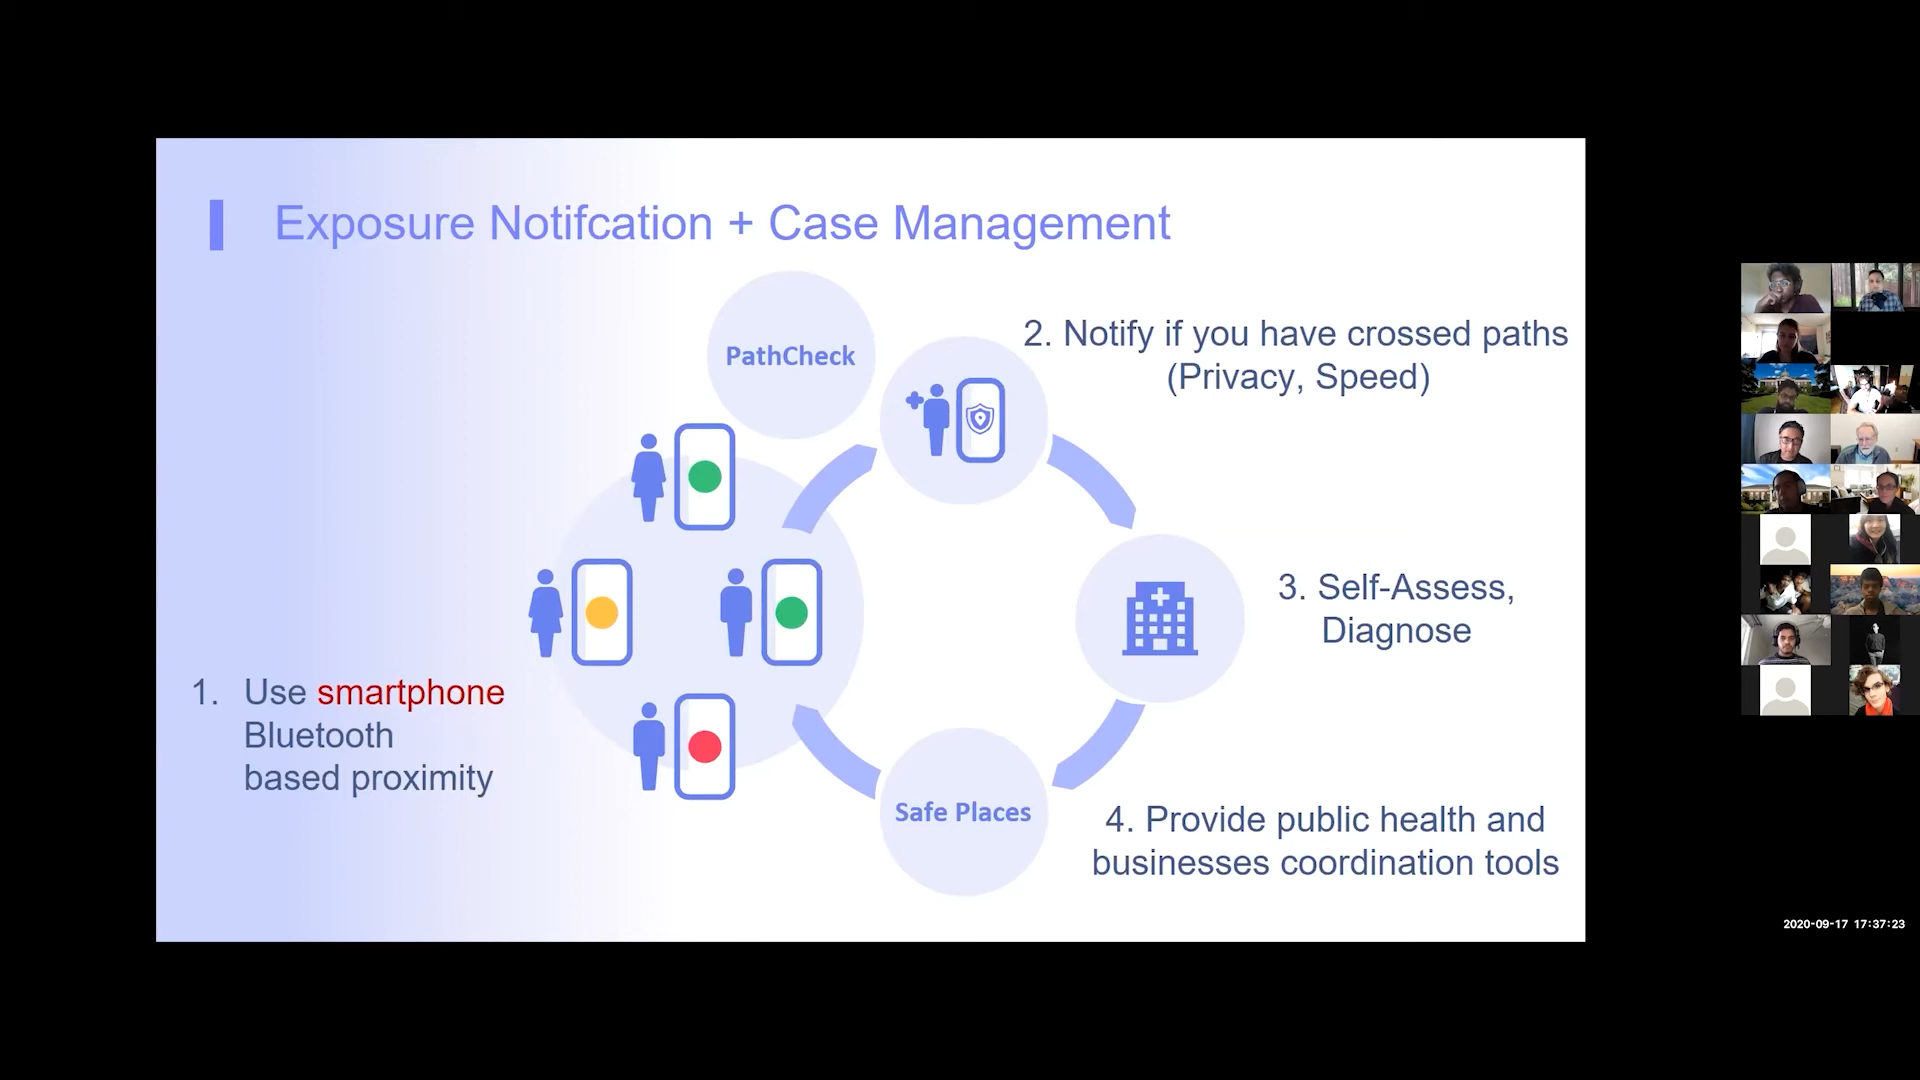 Exposure Notifcation + Case Management
PathCheck
1. Use smartphone
Bluetooth
based proximity
2. Notify if you have crossed paths
(Privacy, Speed)
3. Self-Assess,
Diagnose
Safe Places
4. Provide public health and
businesses coordination tools
2020-09-17 17:37:23